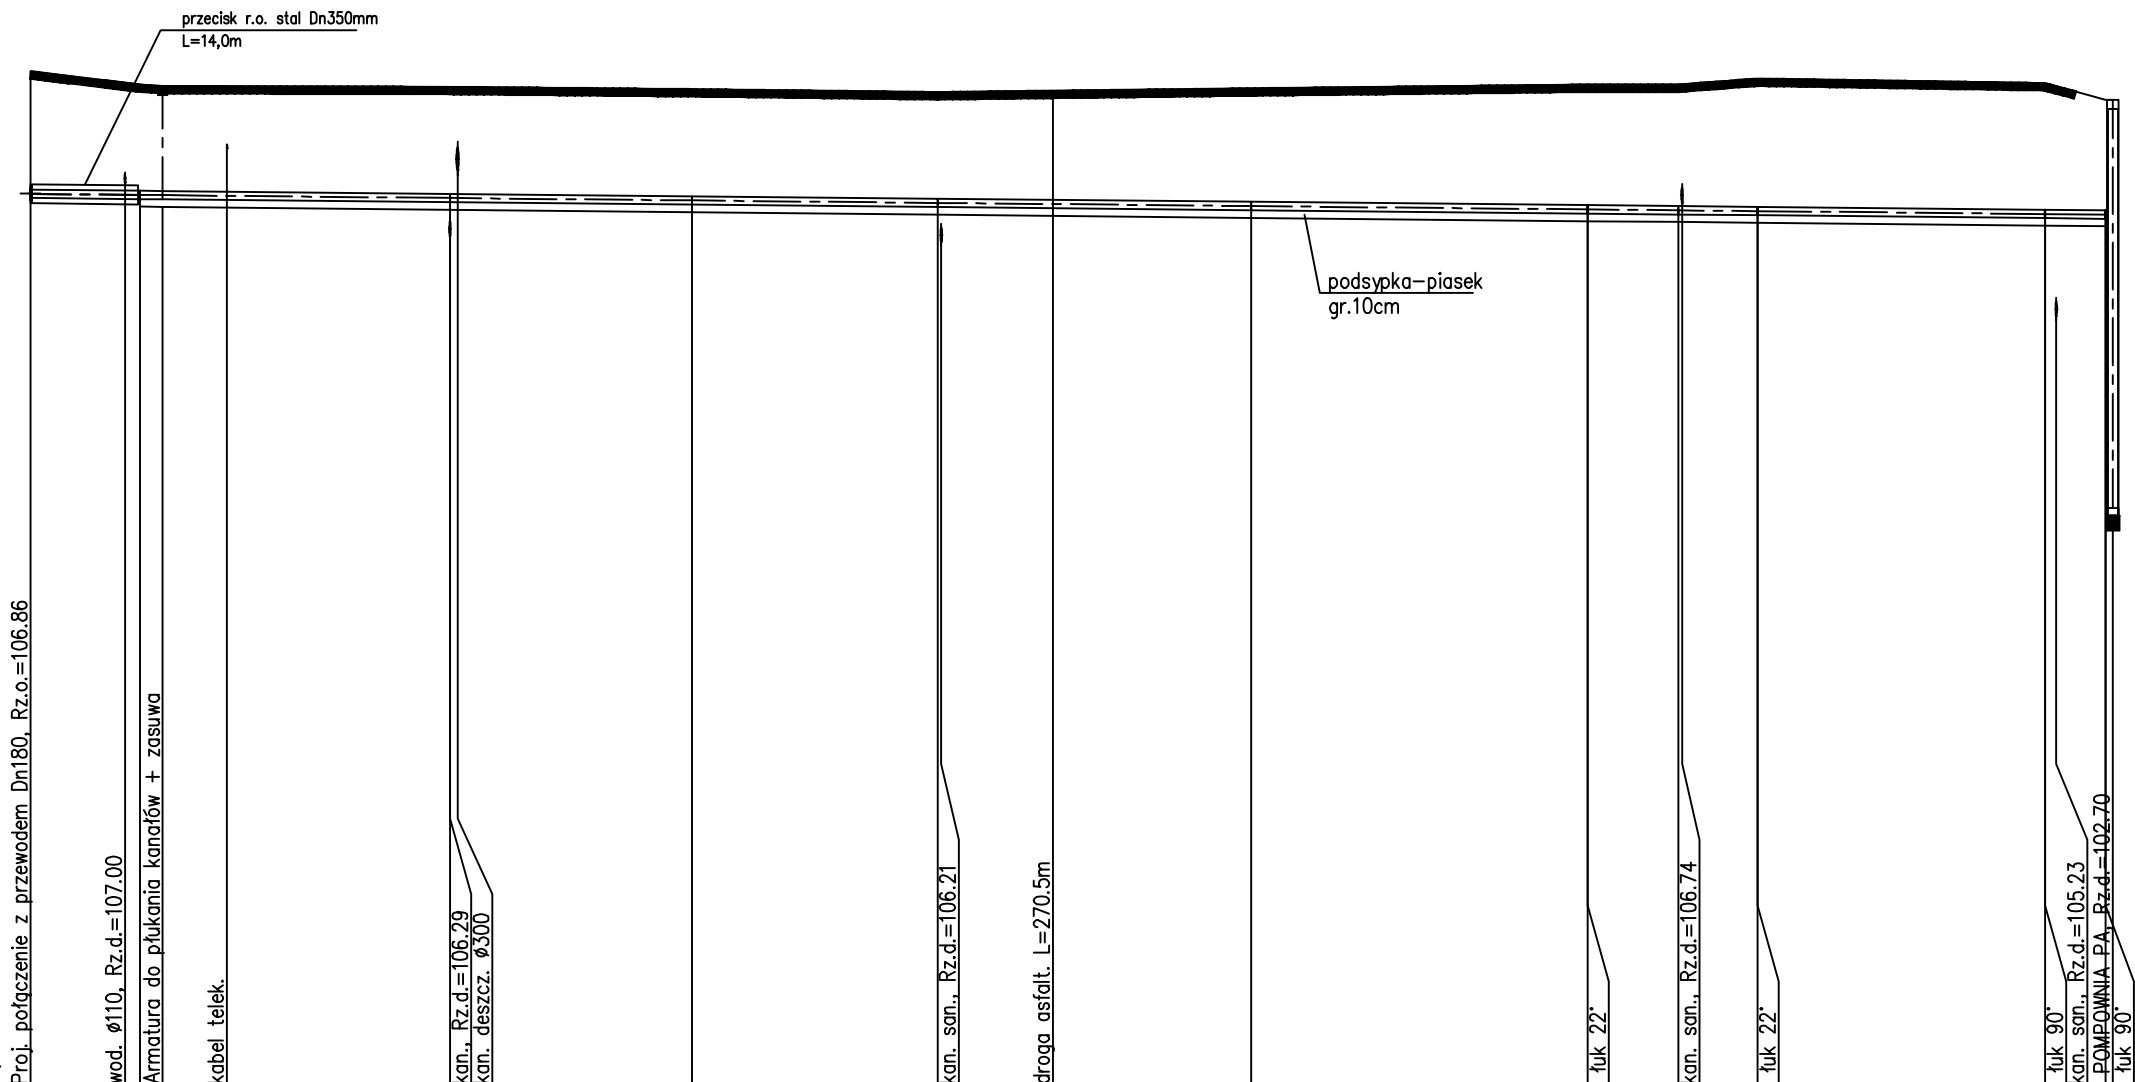 przecisk r.o. stal Dn350mm
L=14,0m
podsypka-piasek
gr.10cm
Proj. połączenie z przewodem Dn180, Rz.o.=106.86
wod. ø110, Rz.d.=107.00
Armatura do płukania kanałów + zasuwa
kabel telek.
kan., Rz.d.=106.29
kan. deszcz. ø300
kan. san., Rz.d.=106.21
droga asfalt. L=270.5m
łuk 22°
kan. san., Rz.d.=106.74
łuk 22°
łuk 90°
kan. san., Rz.d.=105.23
POMPOWNIA PA, Rz.d.=102.70
łuk 90°